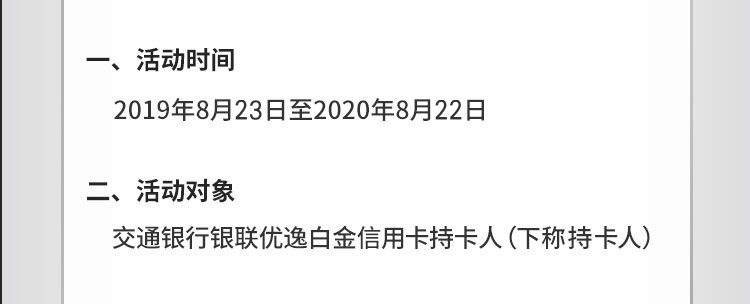 一、活动时间
2019年8月23日至2020年8月22日
二、活动对象
交通银行银联优逸白金信用卡持卡人(下称持卡人)